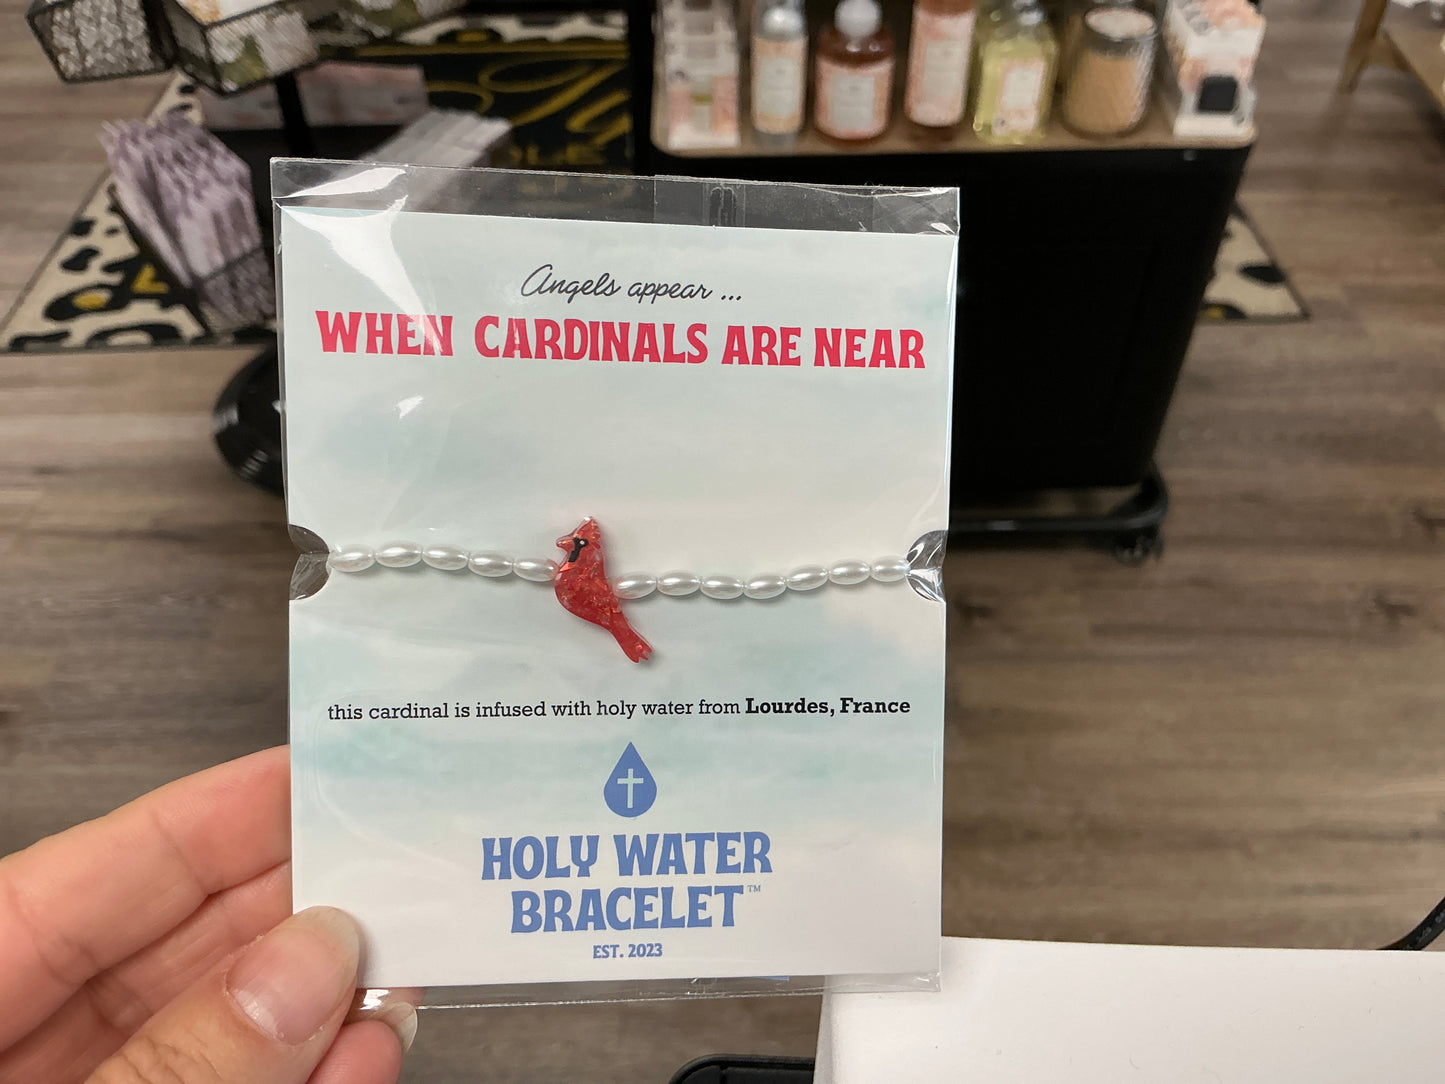 Angels appear ...
WHEN CARDINALS ARE NEAR
this cardinal is infused with holy water from Lourdes, France
HOLY WATER
BRACELET™
EST. 2023